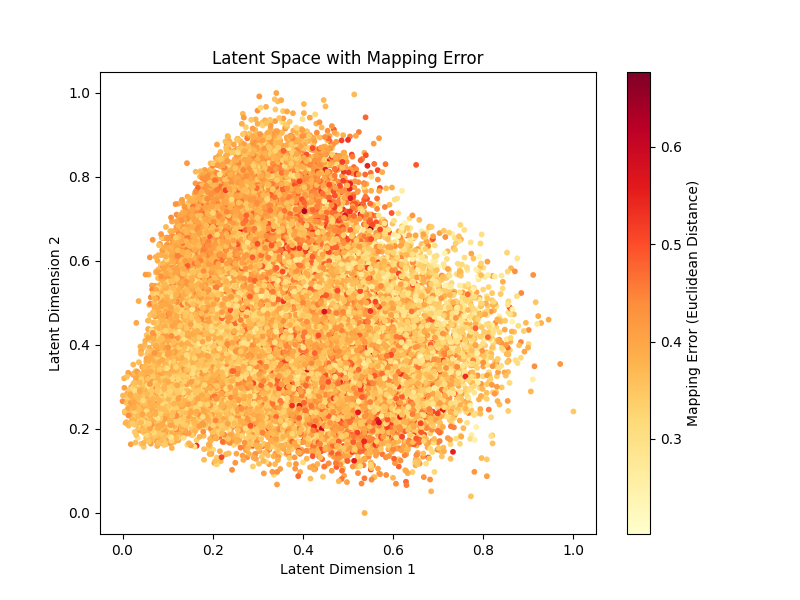 Latent Space with Mapping Error
Latent Dimension 2
1.0
0.8
0.6
0.4
0.2
0.0
0.0 0.2 0.4 0.6 0.8 1.0
Latent Dimension 1
0.6
0.5
0.4
0.3
Mapping Error (Euclidean Distance)